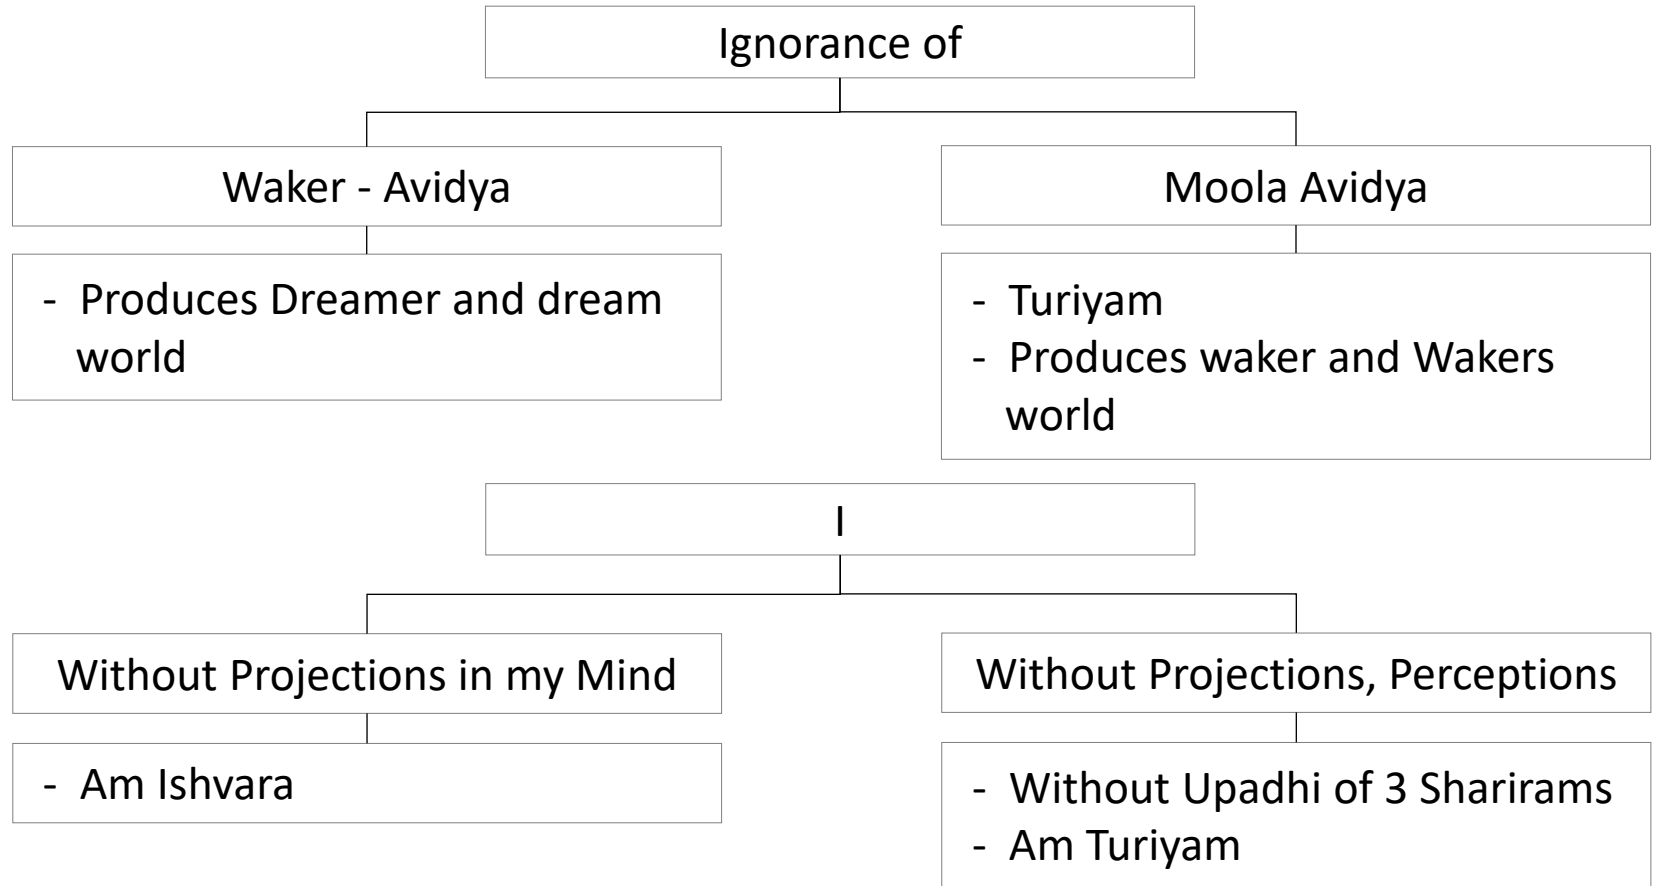 Ignorance of
Waker - Avidya
Moola Avidya
- Produces Dreamer and dream
world
- Turiyam
- Produces waker and Wakers
world
I
Without Projections in my Mind
Without Projections, Perceptions
- Am Ishvara
- Without Upadhi of 3 Sharirams
- Am Turiyam